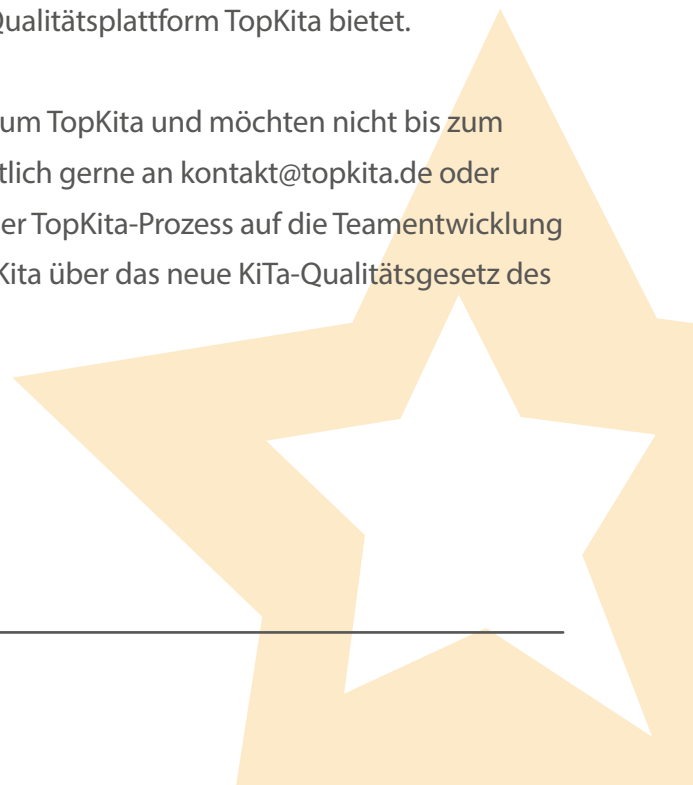 Qualitätsplattform TopKita bietet.
um TopKita und möchten nicht bis zum
tlich gerne an kontakt@topkita.de oder
er TopKita-Prozess auf die Teamentwicklung
Kita über das neue KiTa-Qualitätsgesetz des